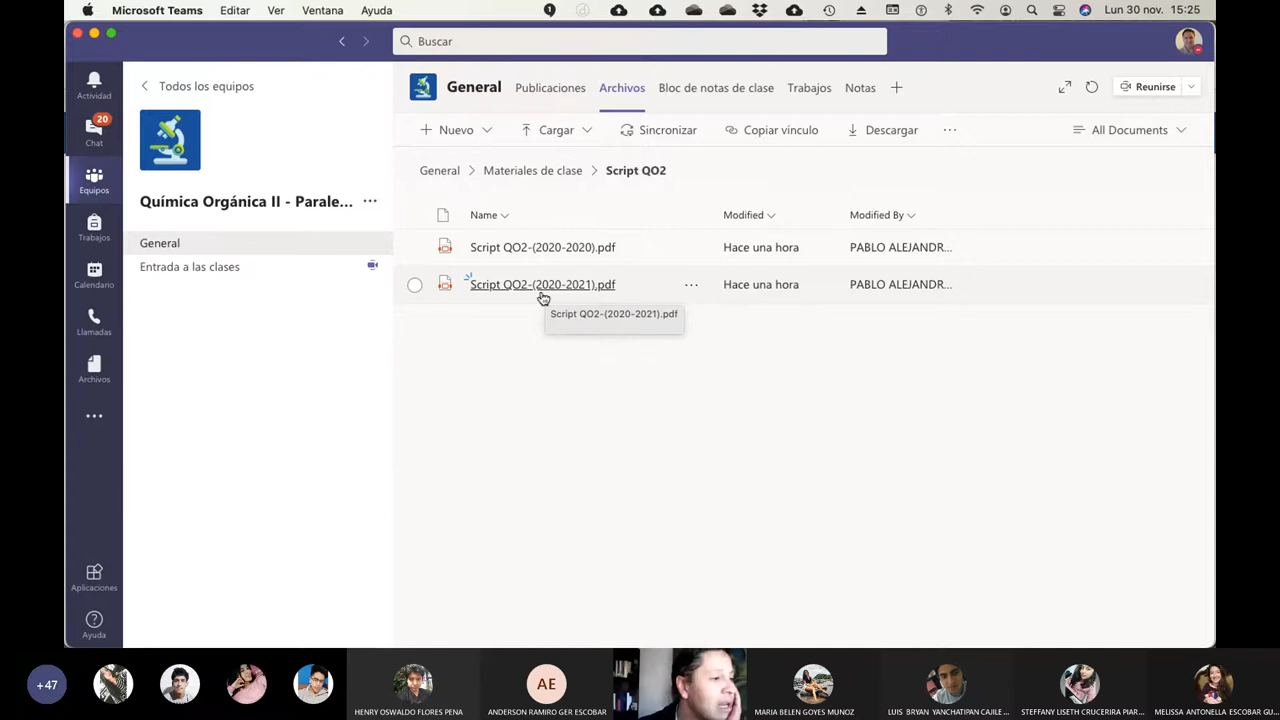 Microsoft Teams Editar Ver Ventana Ayuda Lun 30 nov. 15:25
Buscar
Actividad
20
Chat
Equipos
Trabajos
Calendario
Llamadas
Archivos
Aplicaciones
Ayuda
Todos los equipos
Química Orgánica II - Parale...
General
Entrada a las clases
General Publicaciones Archivos Bloc de notas de clase Trabajos Notas Reunirse
Nuevo Cargar Sincronizar Copiar vínculo Descargar All Documents
General Materiales de clase Script QO2
Name Modified Modified By
Script QO2-(2020-2020).pdf Hace una hora PABLO ALEJANDR...
Script QO2-(2020-2021).pdf Hace una hora PABLO ALEJANDR...
Script QO2-(2020-2021).pdf
+47
AE
HENRY OSWALDO FLORES PENA
ANDERSON RAMIRO GER ESCOBAR
MARIA BELEN GOYES MUNOZ
LUIS BRYAN YANCHATIPAN CAJILE...
STEFFANY LISETH CRUCERIRA PIAR...
MELISSA ANTONELLA ESCOBAR GU...